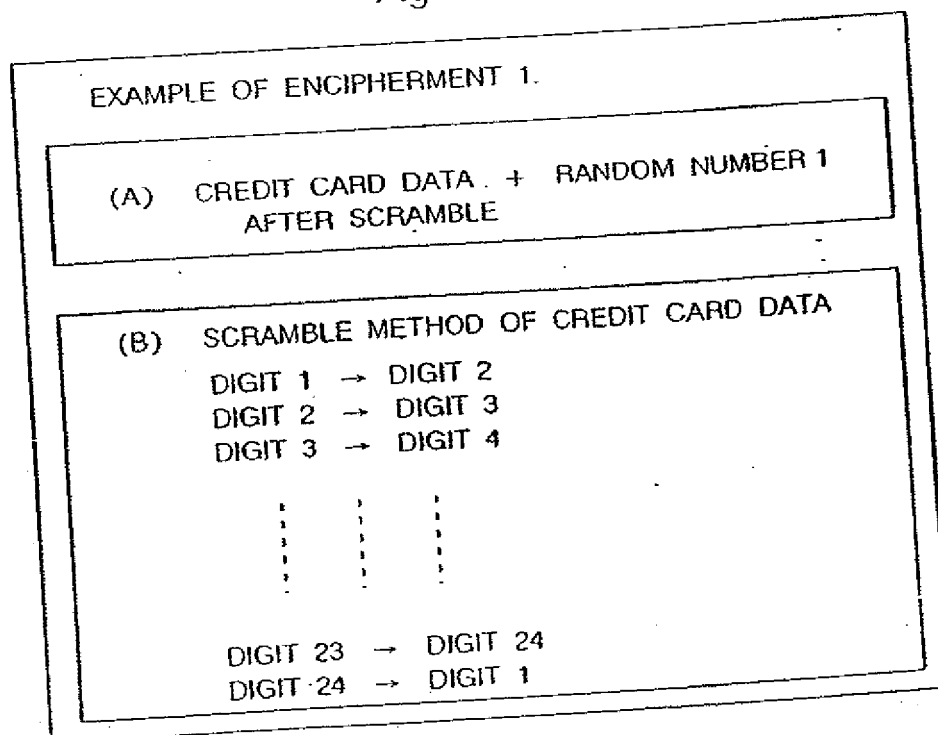 EXAMPLE OF ENCIPHERMENT 1.
(A) CREDIT CARD DATA + RANDOM NUMBER 1
AFTER SCRAMBLE
(B) SCRAMBLE METHOD OF CREDIT CARD DATA
DIGIT 1 → DIGIT 2
DIGIT 2 → DIGIT 3
DIGIT 3 → DIGIT 4
DIGIT 23 → DIGIT 24
DIGIT 24 → DIGIT 1